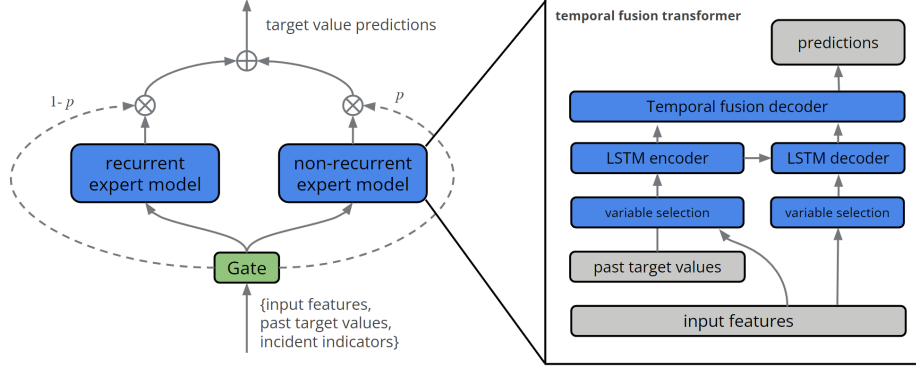 target value predictions
1- p
p
recurrent
expert model
non-recurrent
expert model
Gate
{input features,
past target values,
incident indicators}
temporal fusion transformer
predictions
Temporal fusion decoder
LSTM encoder
LSTM decoder
variable selection
variable selection
past target values
input features